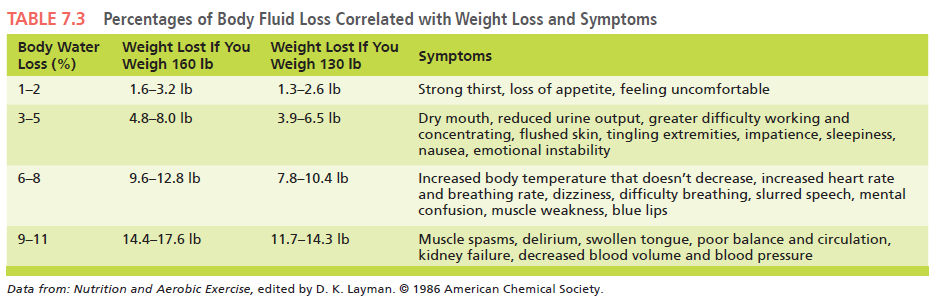 TABLE 7.3 Percentages of Body Fluid Loss Correlated with Weight Loss and Symptoms
Body Water Weight Lost If You Weight Lost If You
Loss (%) Weigh 160 lb Weigh 130 lb Symptoms
1–2 1.6–3.2 lb 1.3–2.6 lb Strong thirst, loss of appetite, feeling uncomfortable
3–5 4.8–8.0 lb 3.9–6.5 lb Dry mouth, reduced urine output, greater difficulty working and
concentrating, flushed skin, tingling extremities, impatience, sleepiness,
nausea, emotional instability
6–8 9.6–12.8 lb 7.8–10.4 lb Increased body temperature that doesn’t decrease, increased heart rate
and breathing rate, dizziness, difficulty breathing, slurred speech, mental
confusion, muscle weakness, blue lips
9–11 14.4–17.6 lb 11.7–14.3 lb Muscle spasms, delirium, swollen tongue, poor balance and circulation,
kidney failure, decreased blood volume and blood pressure
Data from: Nutrition and Aerobic Exercise, edited by D. K. Layman. © 1986 American Chemical Society.